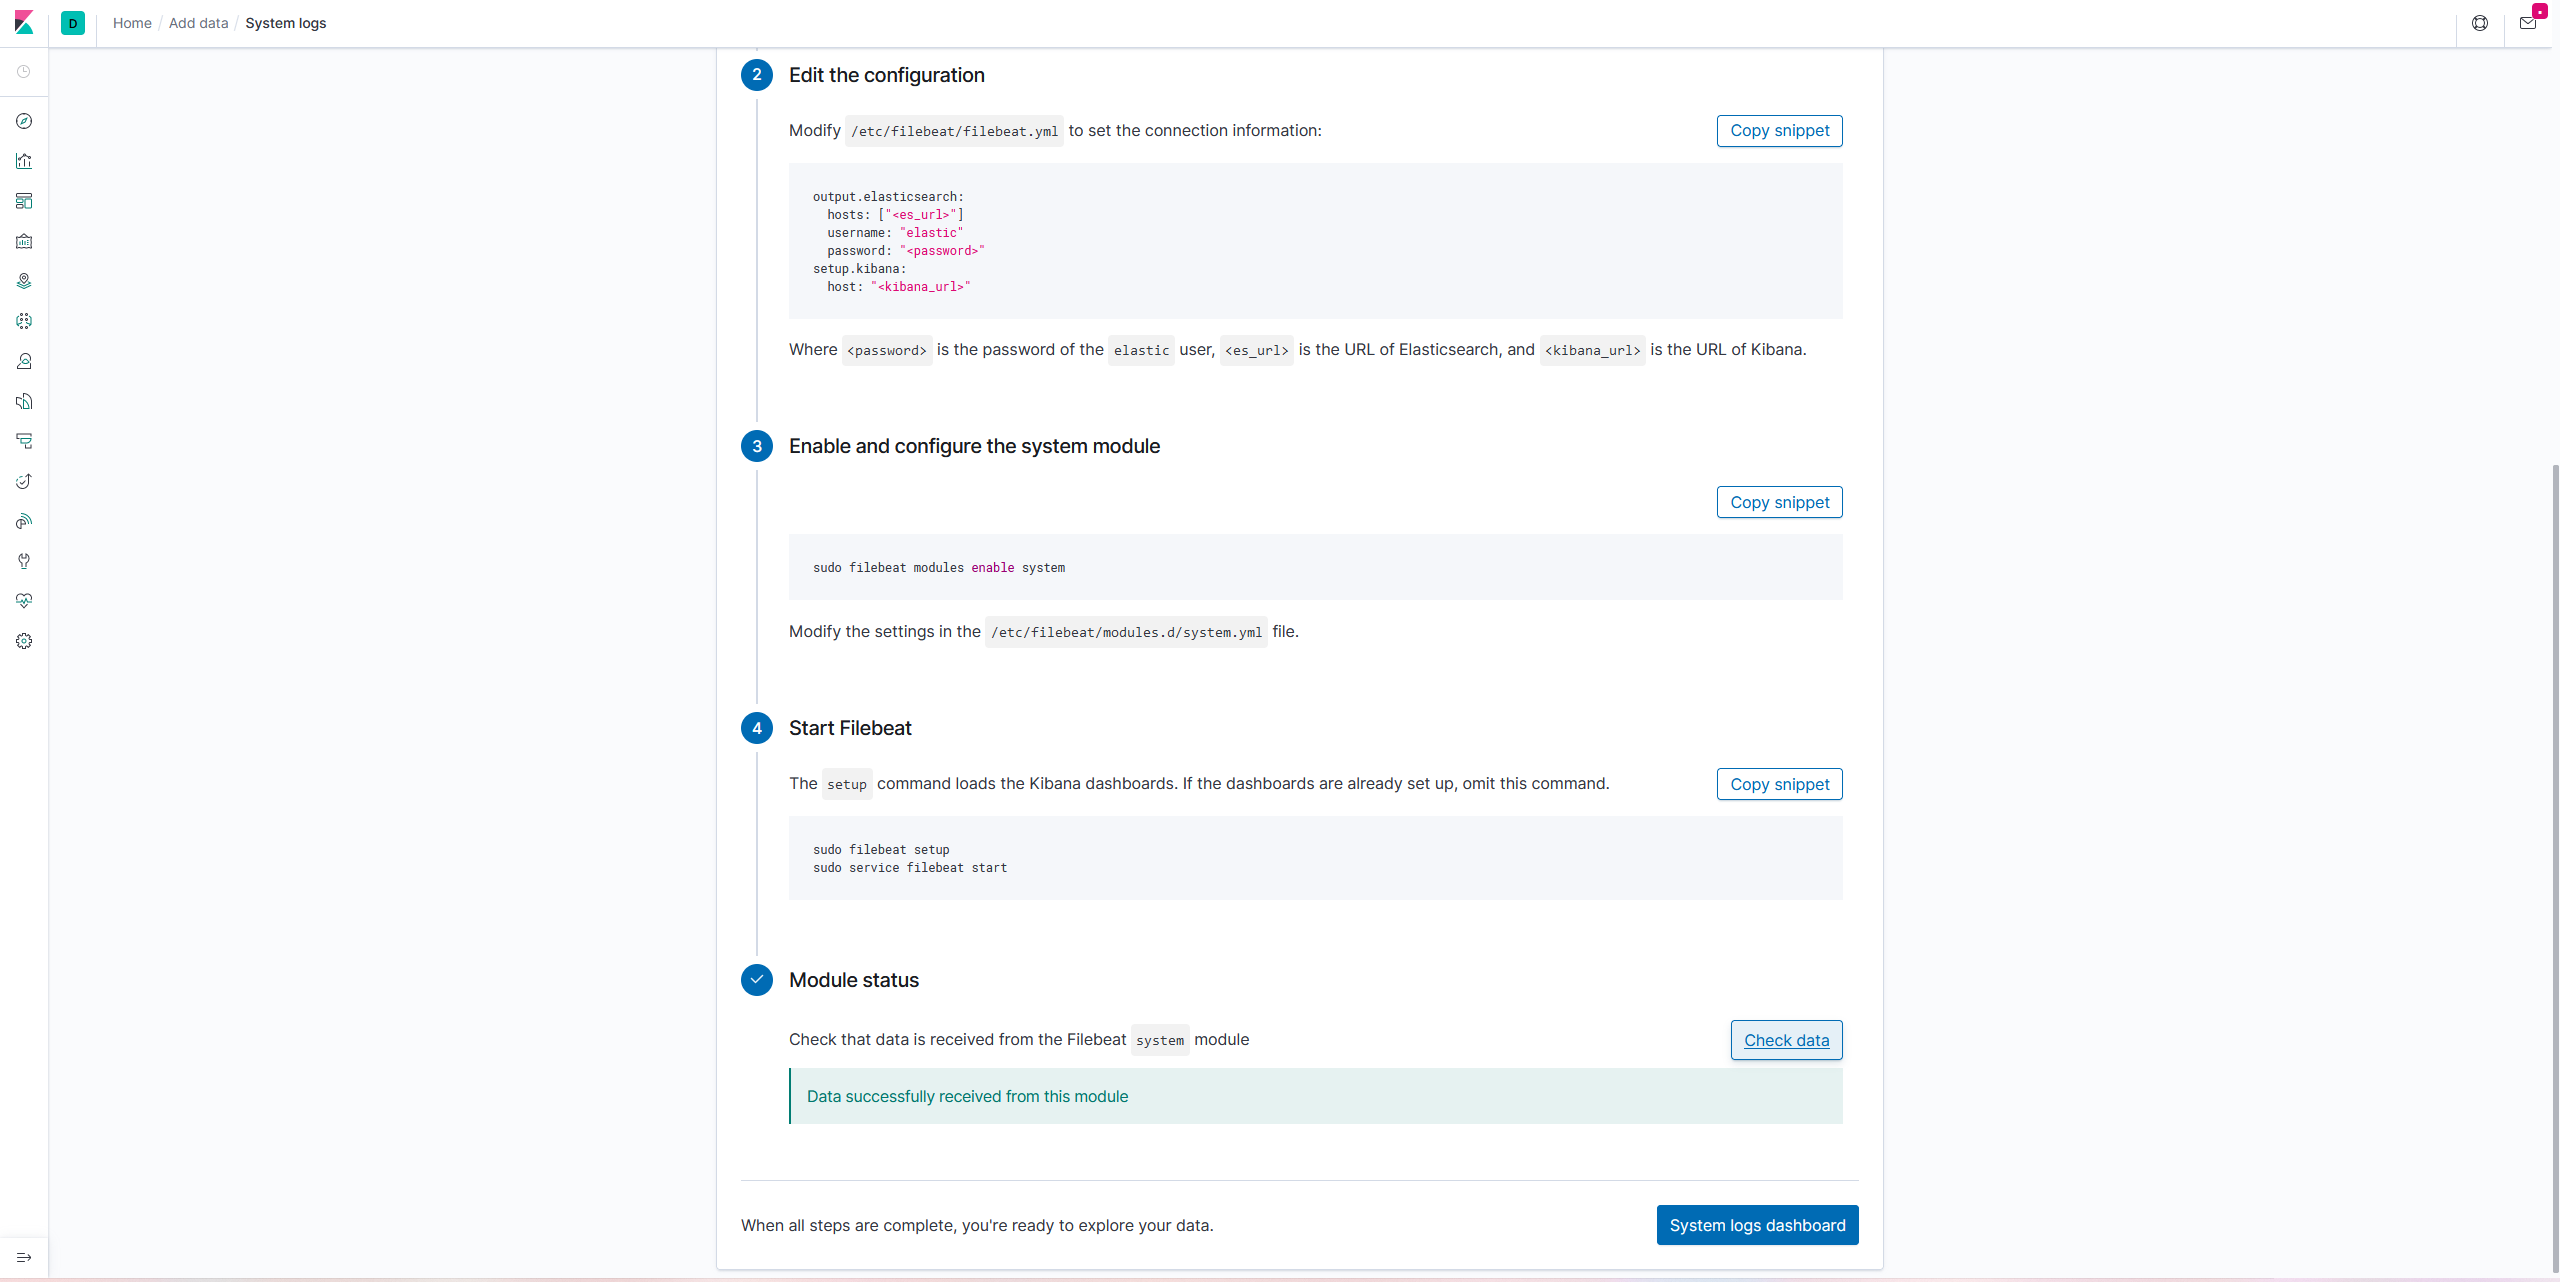 D Home / Add data / System logs
2 Edit the configuration
Modify /etc/filebeat/filebeat.yml to set the connection information:
Copy snippet
output.elasticsearch:
  hosts: ["<es_url>"]
  username: "elastic"
  password: "<password>"
setup.kibana:
  host: "<kibana_url>"
Where <password> is the password of the elastic user, <es_url> is the URL of Elasticsearch, and <kibana_url> is the URL of Kibana.
3 Enable and configure the system module
Copy snippet
sudo filebeat modules enable system
Modify the settings in the /etc/filebeat/modules.d/system.yml file.
4 Start Filebeat
The setup command loads the Kibana dashboards. If the dashboards are already set up, omit this command.
Copy snippet
sudo filebeat setup
sudo service filebeat start
Module status
Check that data is received from the Filebeat system module
Check data
Data successfully received from this module
When all steps are complete, you're ready to explore your data.
System logs dashboard